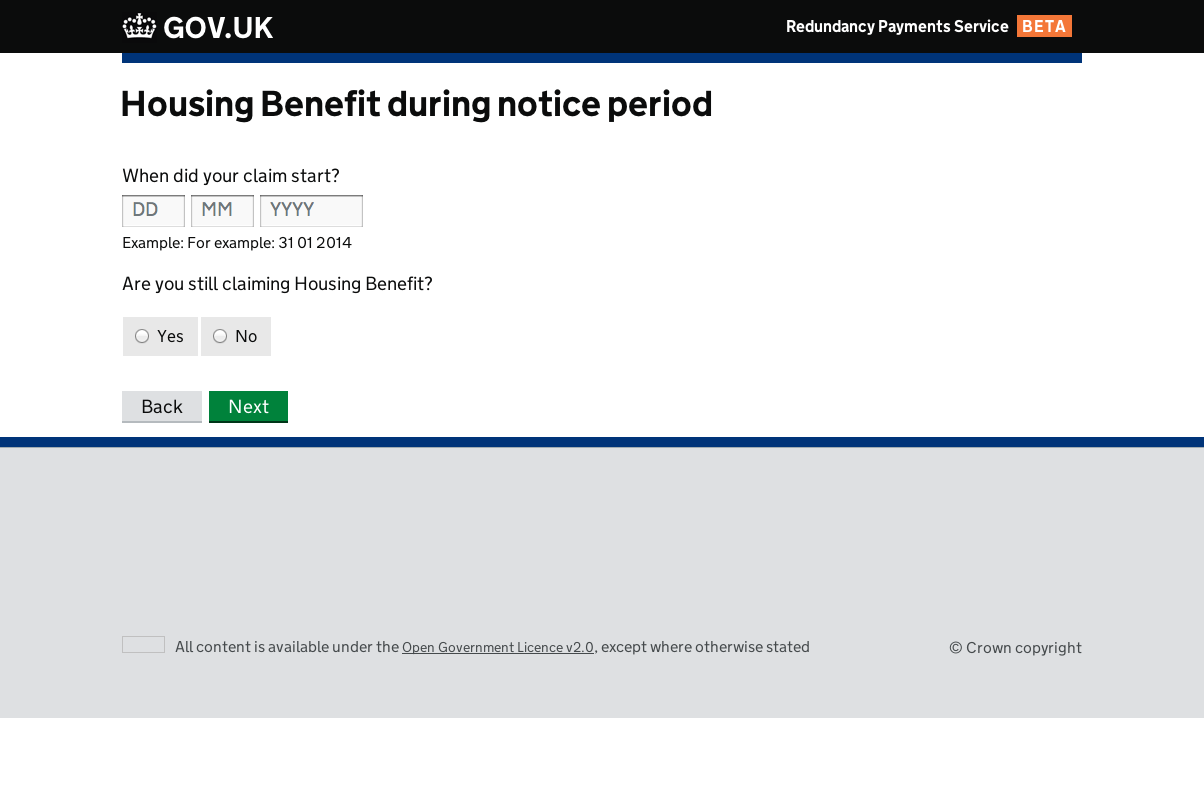 GOV.UK
Redundancy Payments Service BETA
Housing Benefit during notice period
When did your claim start?
DD MM YYYY
Example: For example: 31 01 2014
Are you still claiming Housing Benefit?
Yes No
Back Next
All content is available under the Open Government Licence v2.0, except where otherwise stated
© Crown copyright